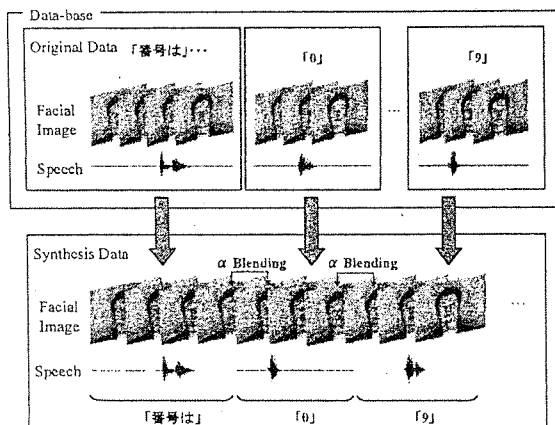 Data-base
Original Data 「番号は」… 「0」 「9」
Facial
Image
…
Speech
Synthesis Data
α Blending α Blending
Facial
Image
…
Speech
「番号は」 「0」 「9」